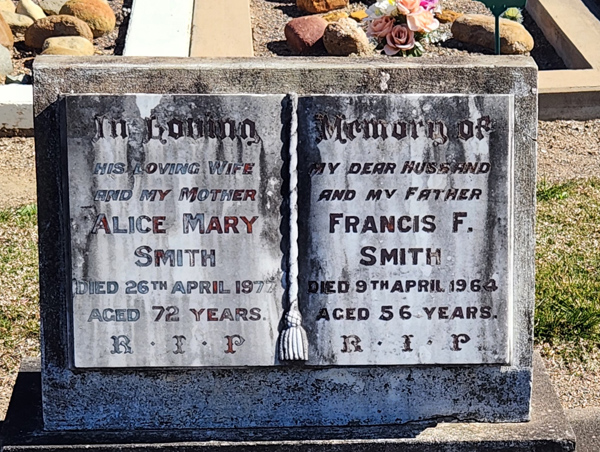 In Loving
HIS LOVING WIFE
AND MY MOTHER
ALICE MARY
SMITH
DIED 26TH APRIL 1977
AGED 72 YEARS.
R · I · P
Memory of
MY DEAR HUSBAND
AND MY FATHER
FRANCIS F.
SMITH
DIED 9TH APRIL 1964
AGED 56 YEARS.
R · I · P